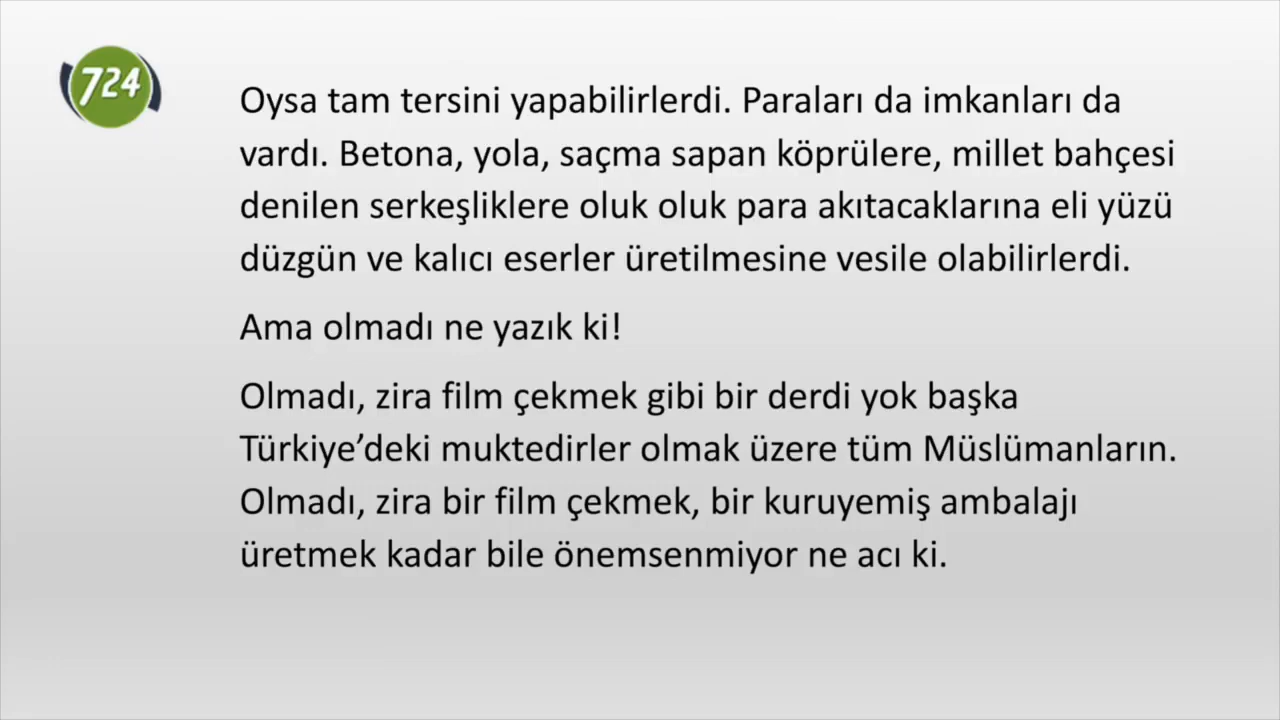 724
Oysa tam tersini yapabilirlerdi. Paraları da imkanları da
vardı. Betona, yola, saçma sapan köprülere, millet bahçesi
denilen serkeşliklere oluk oluk para akıtacaklarına eli yüzü
düzgün ve kalıcı eserler üretilmesine vesile olabilirlerdi.
Ama olmadı ne yazık ki!
Olmadı, zira film çekmek gibi bir derdi yok başka
Türkiye’deki muktedirler olmak üzere tüm Müslümanların.
Olmadı, zira bir film çekmek, bir kuruyemiş ambalajı
üretmek kadar bile önemsenmiyor ne acı ki.